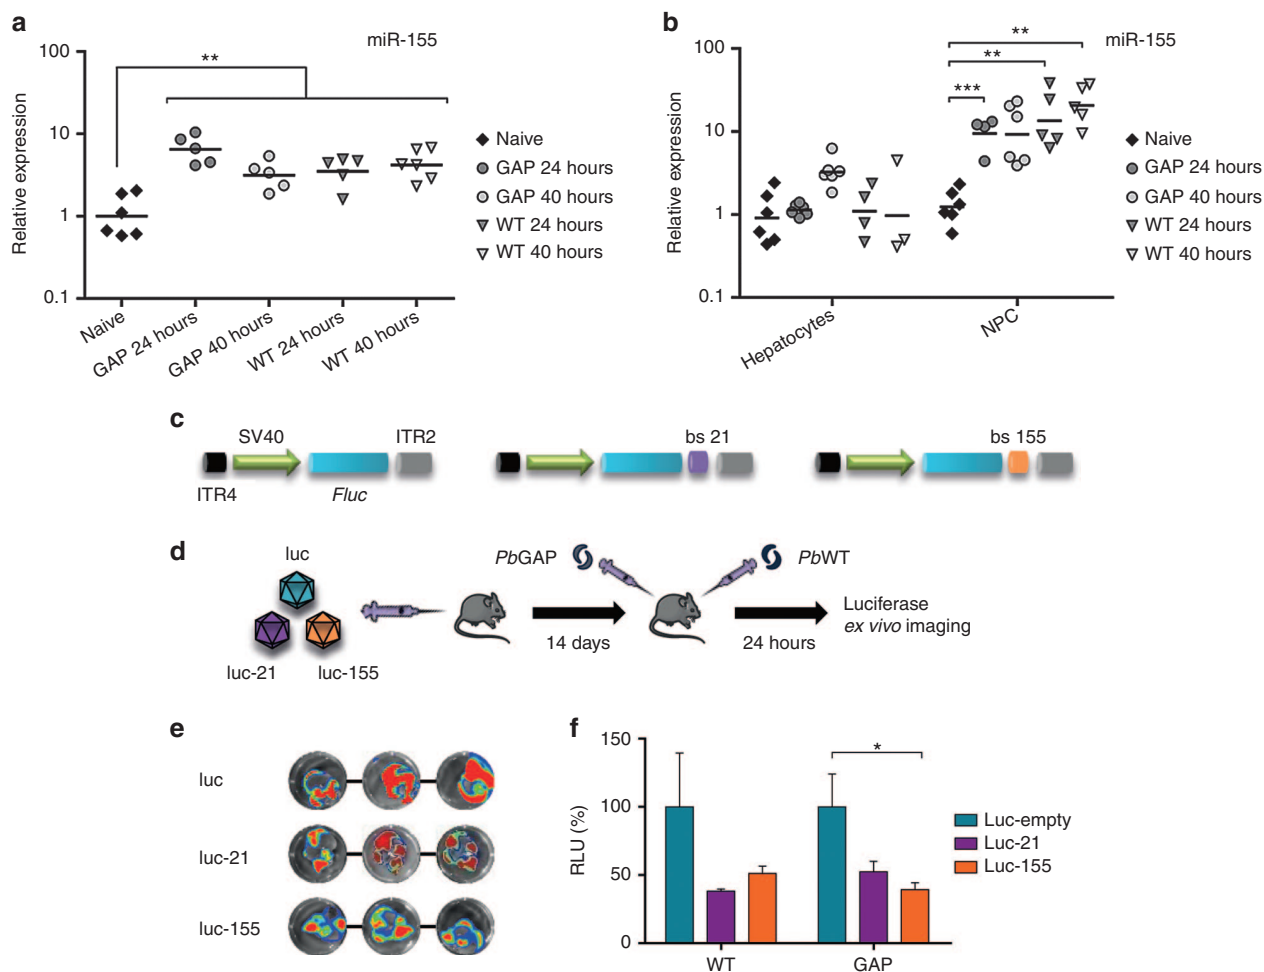 a
miR-155
Relative expression
100
10
1
0.1
**
Naive
GAP 24 hours
GAP 40 hours
WT 24 hours
WT 40 hours
Naive
GAP 24 hours
GAP 40 hours
WT 24 hours
WT 40 hours
b
miR-155
Relative expression
100
10
1
0.1
**
**
***
Hepatocytes
NPC
Naive
GAP 24 hours
GAP 40 hours
WT 24 hours
WT 40 hours
c
SV40
ITR2
ITR4
Fluc
bs 21
bs 155
d
luc
luc-21
luc-155
PbGAP
PbWT
14 days
24 hours
Luciferase
ex vivo imaging
e
luc
luc-21
luc-155
f
RLU (%)
150
100
50
0
*
WT
GAP
Luc-empty
Luc-21
Luc-155